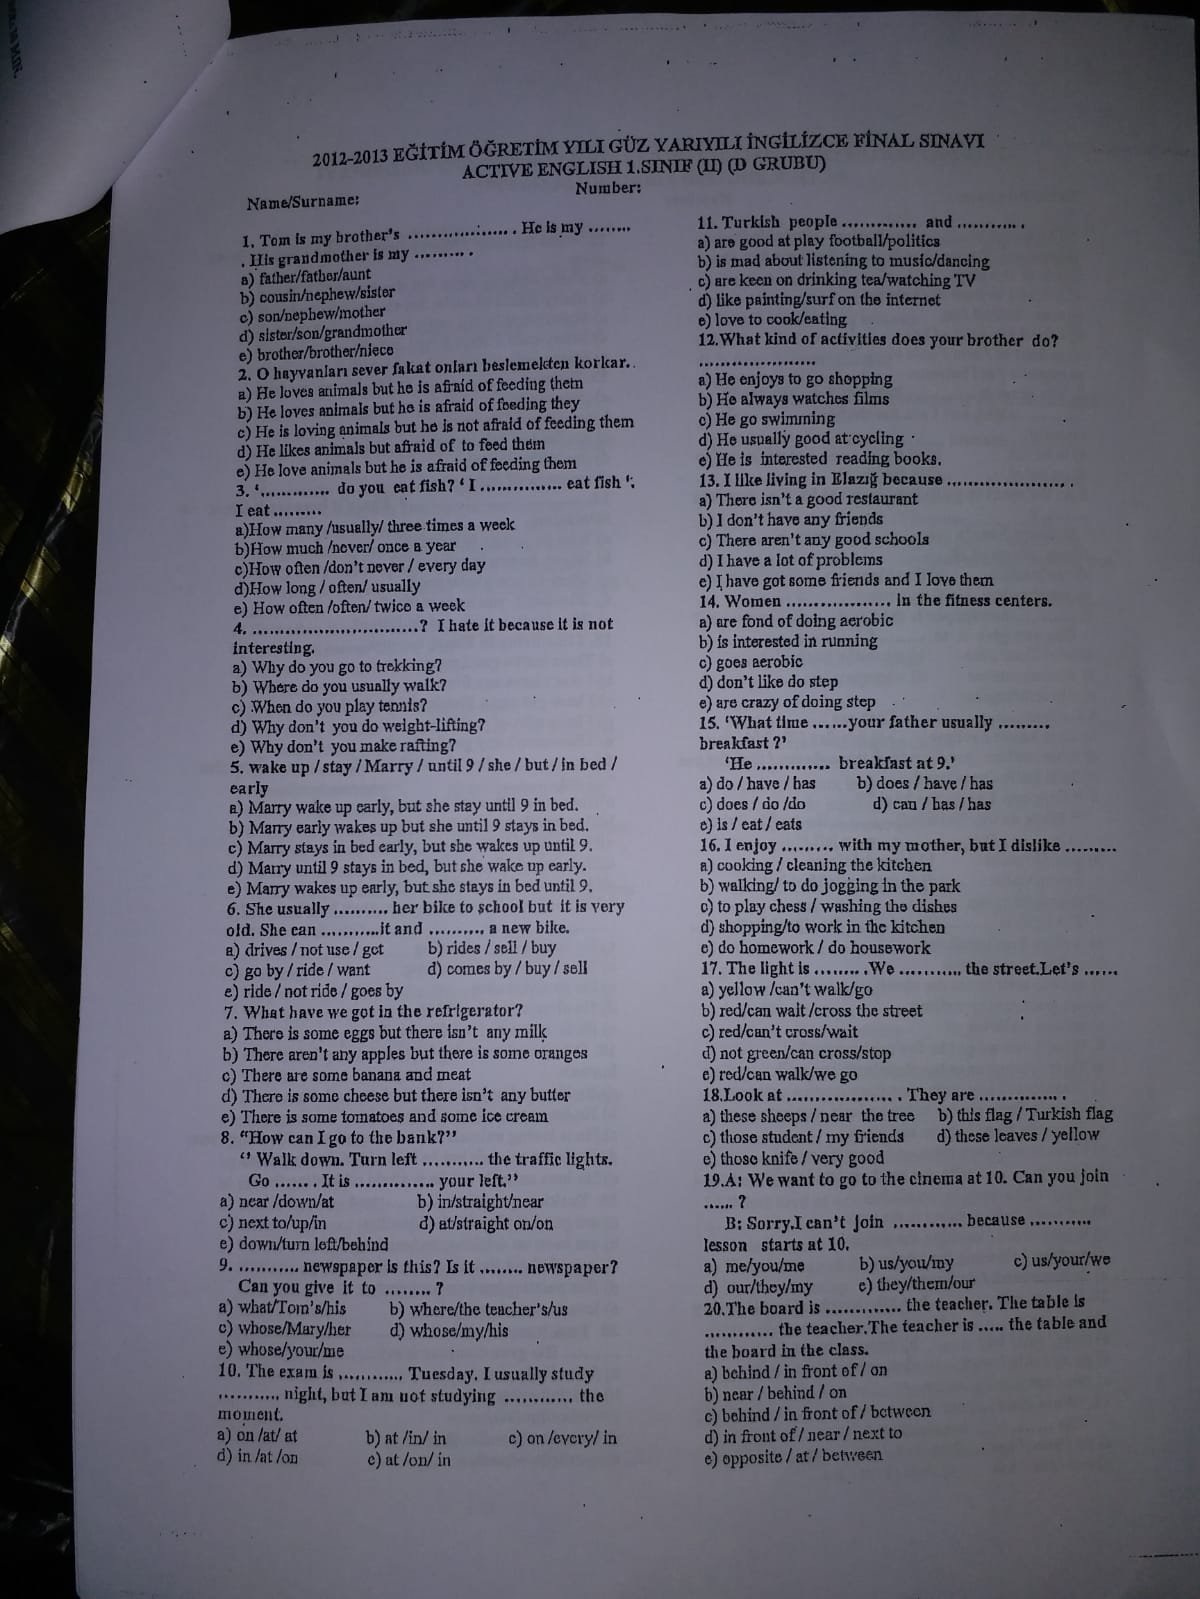 2012-2013 EĞİTİM ÖĞRETİM YILI GÜZ YARIYILI İNGİLİZCE FİNAL SINAVI
ACTIVE ENGLISH 1.SINIF (II) (D GRUBU)
Name/Surname:
Number:
1. Tom is my brother's .................. . He is my ........
. His grandmother is my .......... .
a) father/father/aunt
b) cousin/nephew/sister
c) son/nephew/mother
d) sister/son/grandmother
e) brother/brother/niece
2. O hayvanları sever fakat onları beslemekten korkar..
a) He loves animals but he is afraid of feeding them
b) He loves animals but he is afraid of feeding they
c) He is loving animals but he is not afraid of feeding them
d) He likes animals but afraid of to feed them
e) He love animals but he is afraid of feeding them
3. '............. do you eat fish? ' I ............... eat fish '.
I eat .........
a)How many /usually/ three times a week
b)How much /never/ once a year
c)How often /don't never / every day
d)How long / often/ usually
e) How often /often/ twice a week
4. ..............................? I hate it because it is not
interesting.
a) Why do you go to trekking?
b) Where do you usually walk?
c) When do you play tennis?
d) Why don't you do weight-lifting?
e) Why don't you make rafting?
5. wake up / stay / Marry / until 9 / she / but / in bed /
early
a) Marry wake up early, but she stay until 9 in bed.
b) Marry early wakes up but she until 9 stays in bed.
c) Marry stays in bed early, but she wakes up until 9.
d) Marry until 9 stays in bed, but she wake up early.
e) Marry wakes up early, but she stays in bed until 9.
6. She usually .......... her bike to school but it is very
old. She can ...........it and .........., a new bike.
a) drives / not use / get b) rides / sell / buy
c) go by / ride / want d) comes by / buy / sell
e) ride / not ride / goes by
7. What have we got in the refrigerator?
a) There is some eggs but there isn't any milk
b) There aren't any apples but there is some oranges
c) There are some banana and meat
d) There is some cheese but there isn't any butter
e) There is some tomatoes and some ice cream
8. "How can I go to the bank?"
" Walk down. Turn left ........... the traffic lights.
Go ....... . It is .............. your left."
a) near /down/at b) in/straight/near
c) next to/up/in d) at/straight on/on
e) down/turn left/behind
9. ........... newspaper is this? Is it ........ newspaper?
Can you give it to ........ ?
a) what/Tom's/his b) where/the teacher's/us
c) whose/Mary/her d) whose/my/his
e) whose/your/me
10. The exam is ............ Tuesday. I usually study
........... night, but I am not studying ............ the
moment.
a) on /at/ at b) at /in/ in c) on /every/ in
d) in /at /on e) at /on/ in
11. Turkish people ............. and ............ .
a) are good at play football/politics
b) is mad about listening to music/dancing
c) are keen on drinking tea/watching TV
d) like painting/surf on the internet
e) love to cook/eating
12.What kind of activities does your brother do?
.....................
a) He enjoys to go shopping
b) He always watches films
c) He go swimming
d) He usually good at cycling
e) He is interested reading books.
13. I like living in Elazığ because ...................... .
a) There isn't a good restaurant
b) I don't have any friends
c) There aren't any good schools
d) I have a lot of problems
e) I have got some friends and I love them
14. Women ................... in the fitness centers.
a) are fond of doing aerobic
b) is interested in running
c) goes aerobic
d) don't like do step
e) are crazy of doing step
15. 'What time ......your father usually .........
breakfast ?'
'He ............. breakfast at 9.'
a) do / have / has b) does / have / has
c) does / do /do d) can / has / has
e) is / eat / eats
16. I enjoy ......... with my mother, but I dislike .........
a) cooking / cleaning the kitchen
b) walking/ to do jogging in the park
c) to play chess / washing the dishes
d) shopping/to work in the kitchen
e) do homework / do housework
17. The light is ........ .We ........... the street.Let's ......
a) yellow /can't walk/go
b) red/can wait /cross the street
c) red/can't cross/wait
d) not green/can cross/stop
e) red/can walk/we go
18.Look at ................... . They are .............. .
a) these sheeps / near the tree b) this flag / Turkish flag
c) those student / my friends d) these leaves / yellow
e) those knife / very good
19.A: We want to go to the cinema at 10. Can you join
...... ?
B: Sorry.I can't join ............ because ...........
lesson starts at 10.
a) me/you/me b) us/you/my c) us/your/we
d) our/they/my e) they/them/our
20.The board is ............. the teacher. The table is
............ the teacher.The teacher is ..... the table and
the board in the class.
a) behind / in front of / on
b) near / behind / on
c) behind / in front of / between
d) in front of / near / next to
e) opposite / at / between